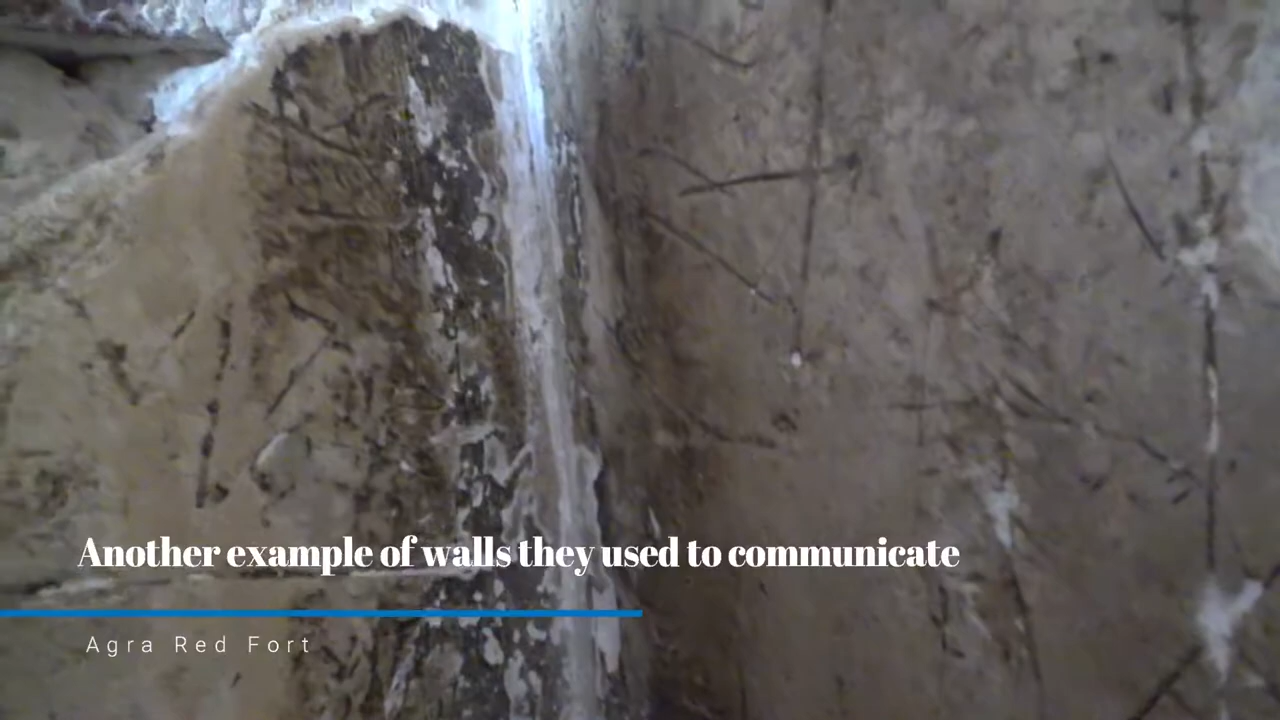 Another example of walls they used to communicate
Agra Red Fort